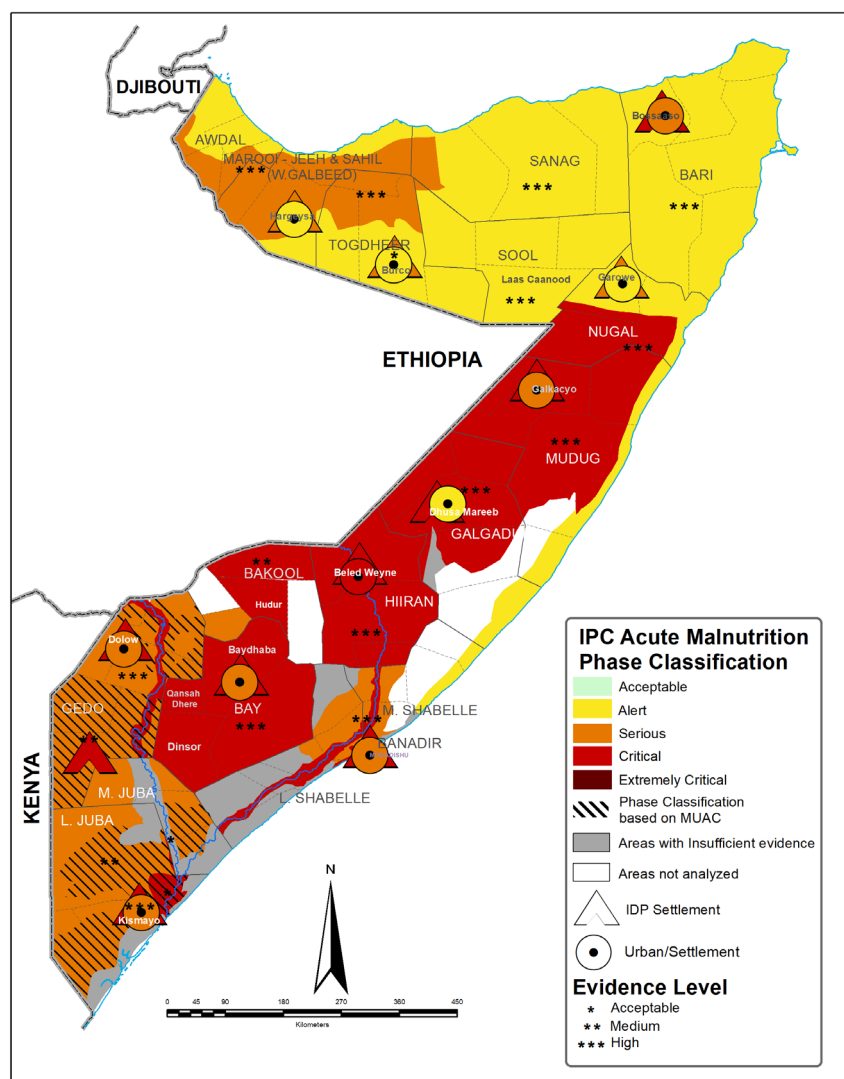 DJIBOUTI
AWDAL
MAROOI - JEEH & SAHIL
(W.GALBEED)
***
***
Hargeysa
TOGDHEER
*
Burco
SANAG
***
Bossasso
BARI
***
SOOL
Laas Caanood
***
Garowe
ETHIOPIA
NUGAL
***
Galkacyo
***
MUDUG
***
Dhusa Mareeb
GALGADU
**
BAKOOL
Hudur
Beled Weyne
HIIRAN
***
Dolow
***
Baydhaba
Qansah
Dhere
BAY
***
Dinsor
GEDO
**
***
M. SHABELLE
BANADIR
L. SHABELLE
KENYA
M. JUBA
L. JUBA
*
**
*
***
Kismayo
N
0 45 90 180 270 360 450
Kilometers
IPC Acute Malnutrition
Phase Classification
Acceptable
Alert
Serious
Critical
Extremely Critical
Phase Classification
based on MUAC
Areas with Insufficient evidence
Areas not analyzed
IDP Settlement
Urban/Settlement
Evidence Level
* Acceptable
** Medium
*** High